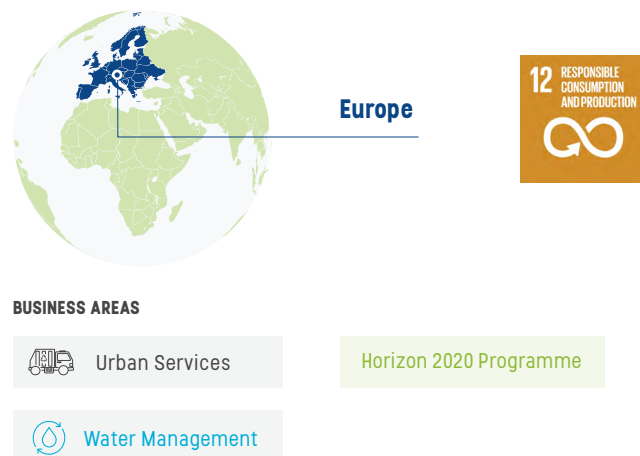 Europe
12 RESPONSIBLE
CONSUMPTION
AND PRODUCTION
BUSINESS AREAS
Urban Services
Horizon 2020 Programme
Water Management